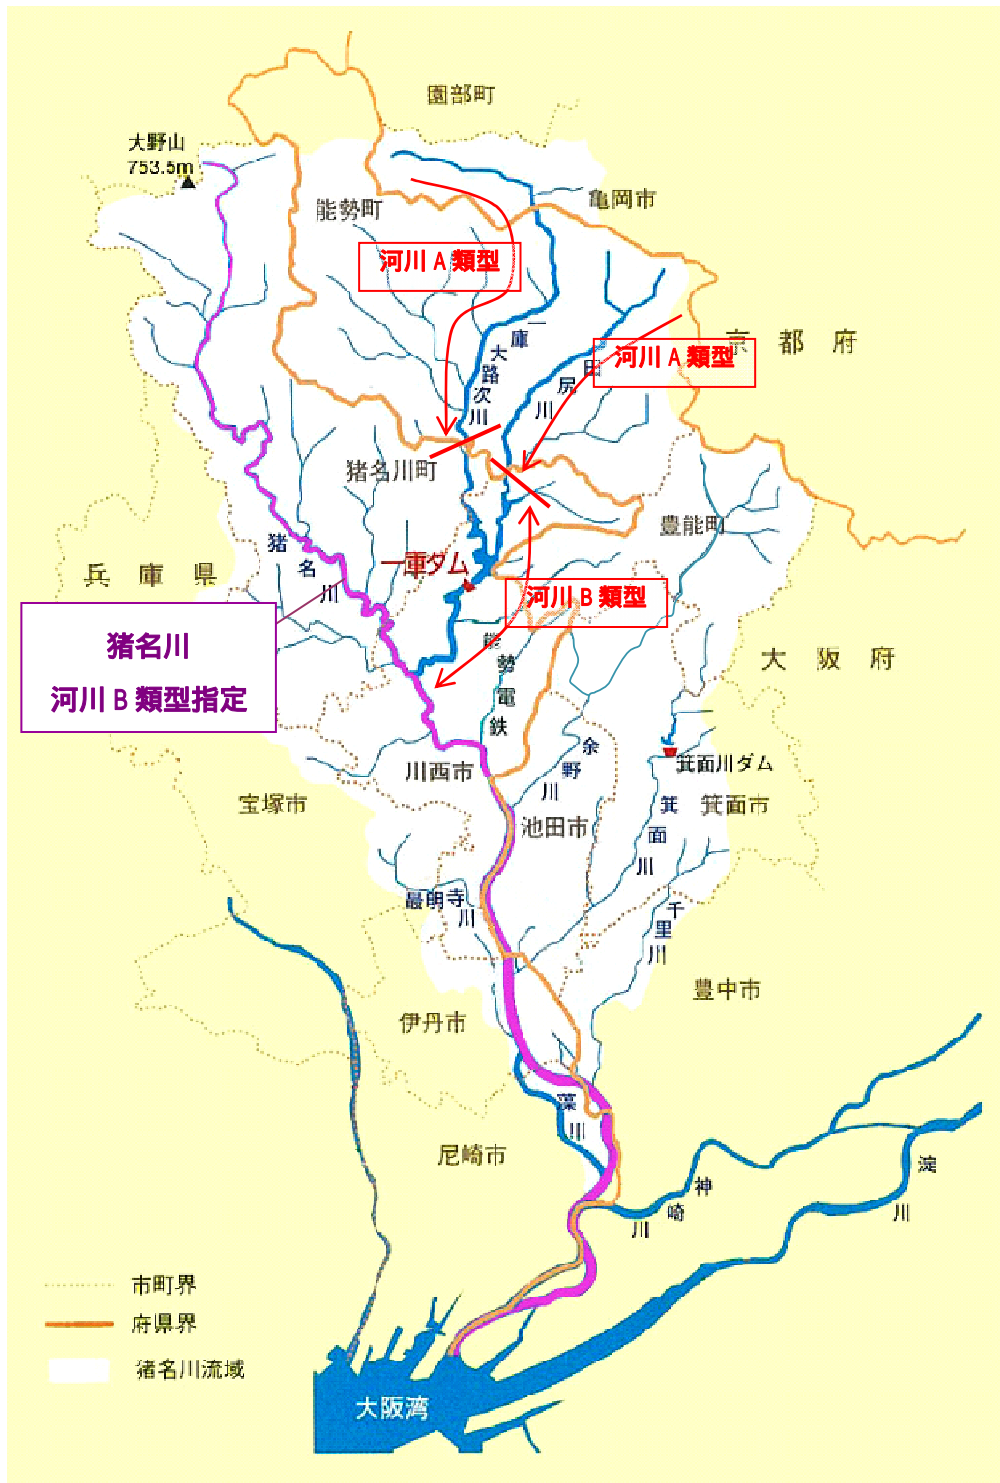 園部町
大野山
753.5m
亀岡市
能勢町
河川 A 類型
京都府
一庫大路次川
河川 A 類型
田尻川
猪名川町
豊能町
猪名川
一庫ダム
兵庫県
河川 B 類型
猪名川
河川 B 類型指定
大阪府
能勢電鉄
余野川
箕面川ダム
川西市
宝塚市
池田市
箕面川
箕面市
最明寺川
千里川
豊中市
伊丹市
藻川
尼崎市
神崎川
淀川
市町界
府県界
猪名川流域
大阪湾